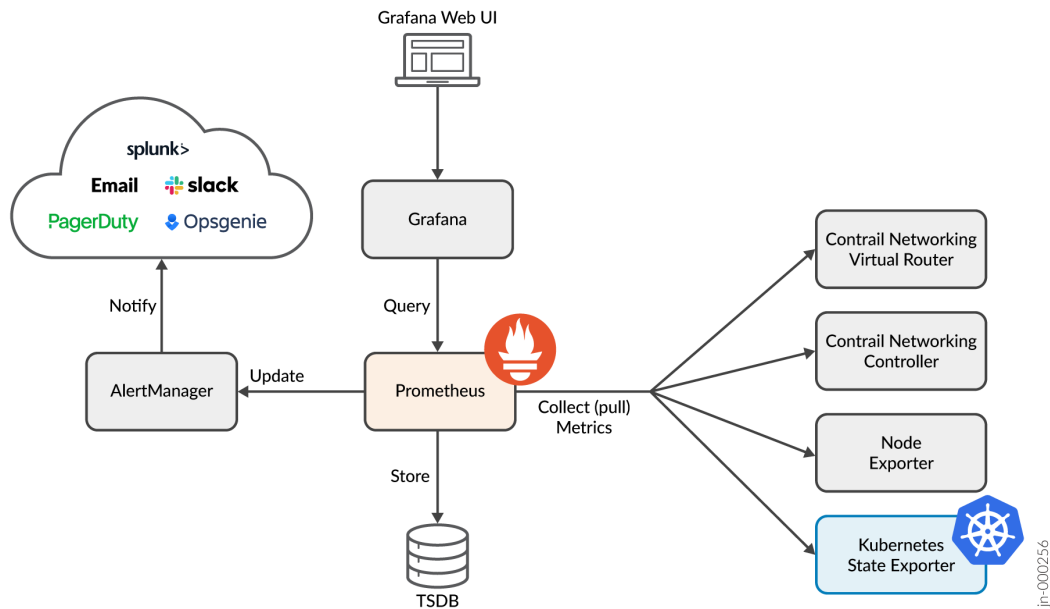 Grafana Web UI
splunk>
Email
slack
PagerDuty
Opsgenie
Grafana
Contrail Networking
Virtual Router
Notify
Query
Contrail Networking
Controller
AlertManager
Update
Prometheus
Collect (pull)
Metrics
Node
Exporter
Store
Kubernetes
State Exporter
TSDB
jn-000256